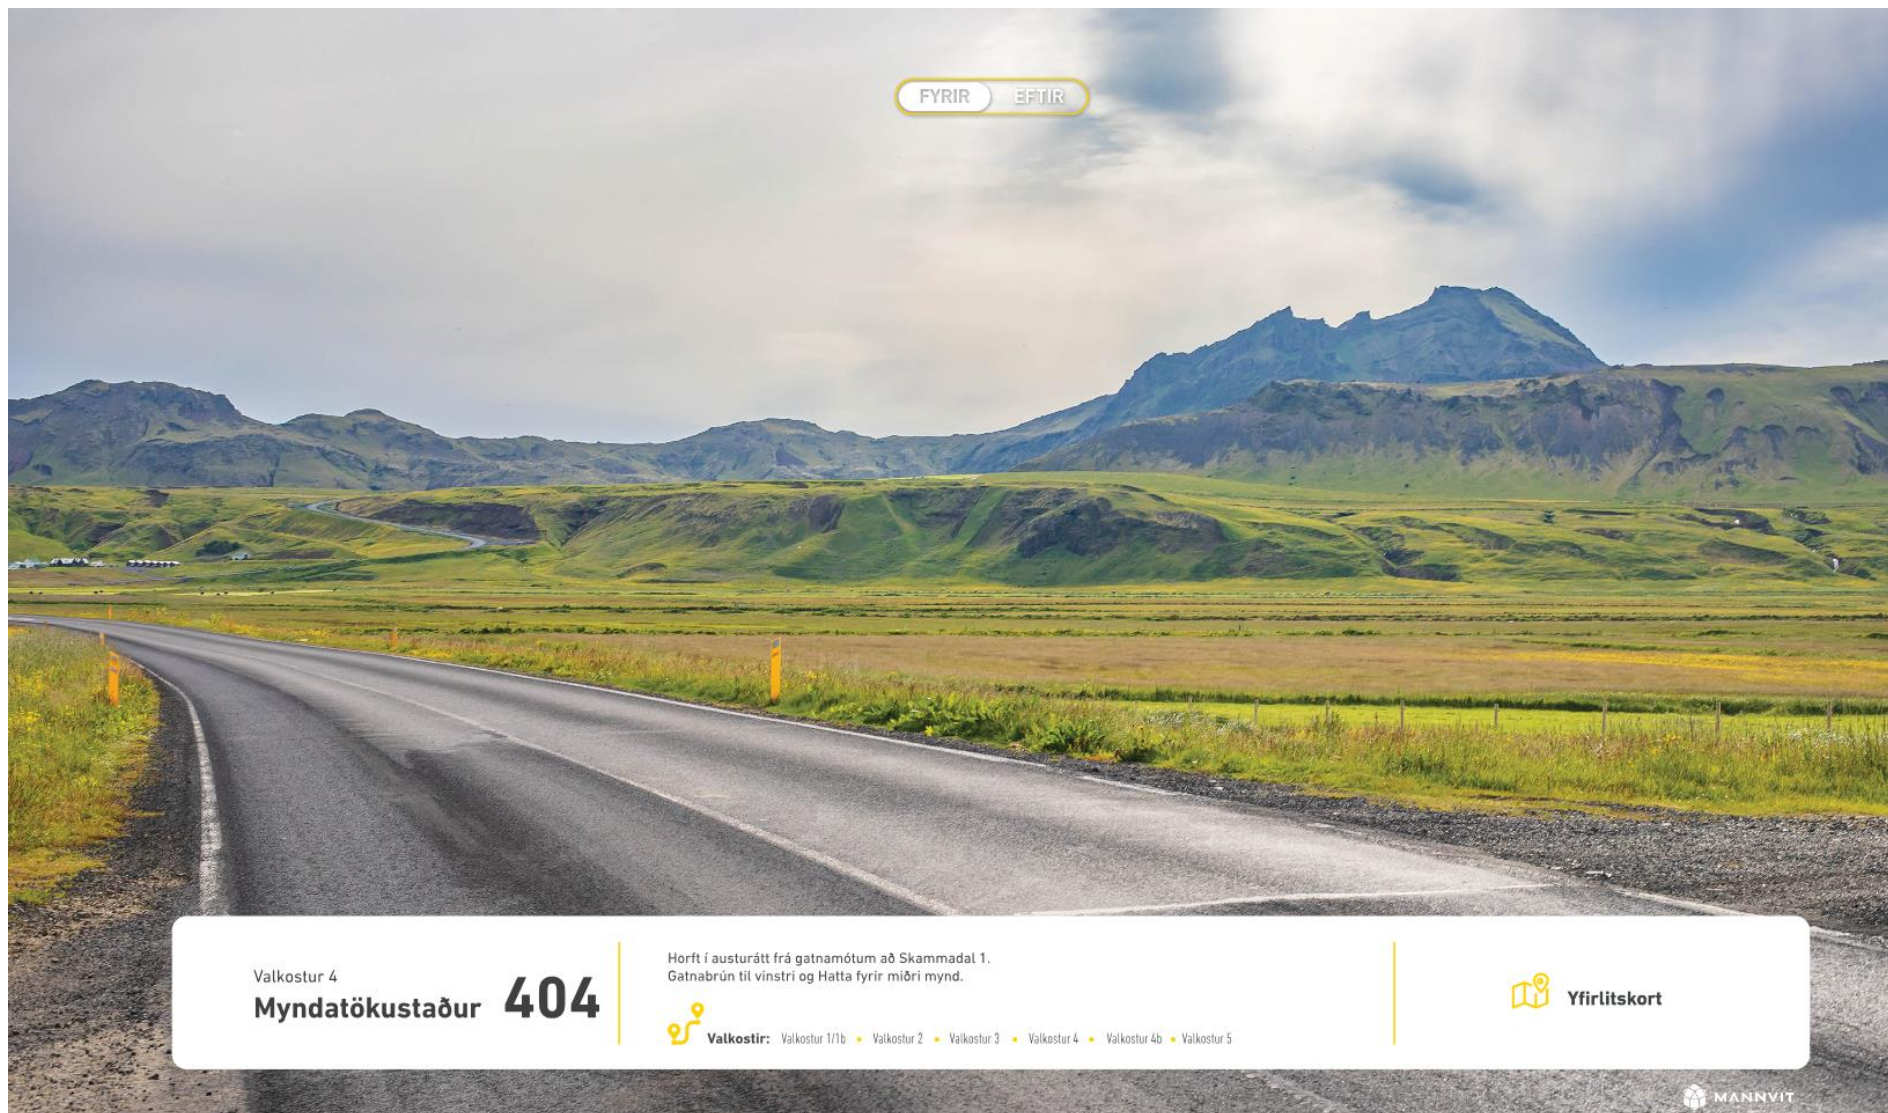 FYRIR EFTIR
Valkostur 4
Myndatökustaður 404
Horft í austurátt frá gatnamótum að Skammadal 1.
Gatnabrún til vinstri og Hatta fyrir miðri mynd.
Valkostir: Valkostur 1/1b • Valkostur 2 • Valkostur 3 • Valkostur 4 • Valkostur 4b • Valkostur 5
Yfirlitskort
MANNVIT